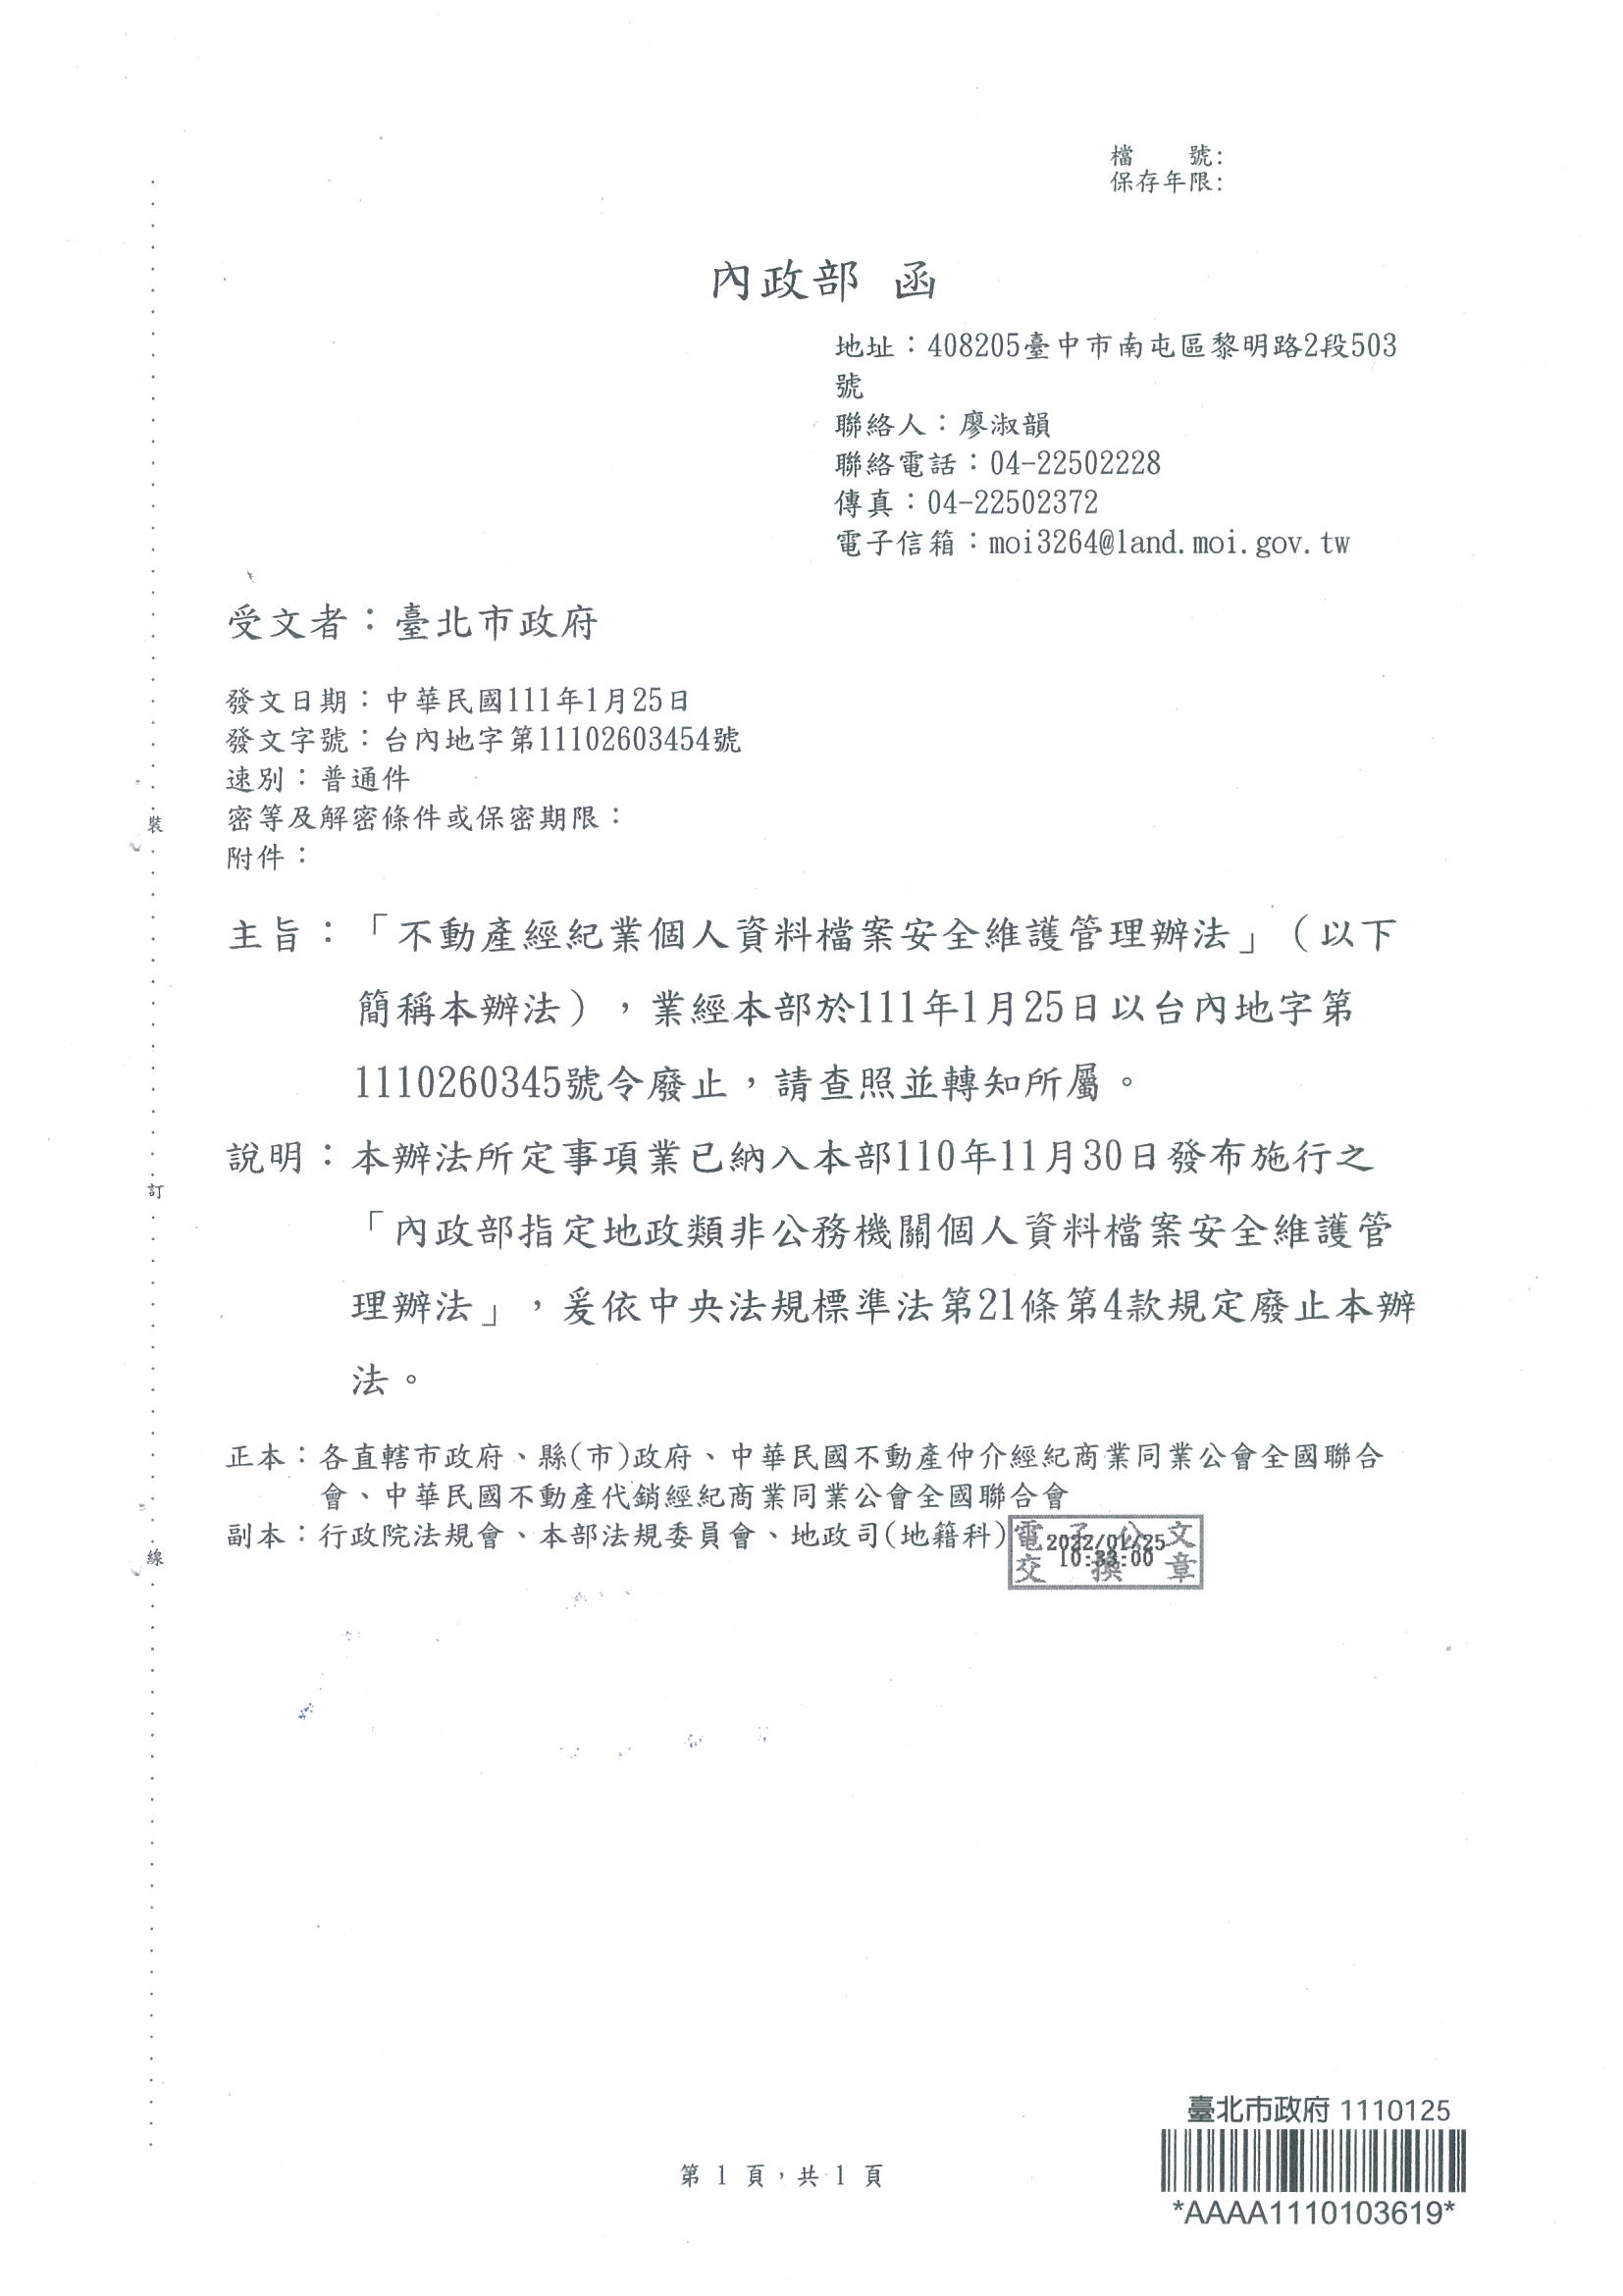 檔　　號:
保存年限:
內政部 函
地址：408205臺中市南屯區黎明路2段503
號
聯絡人：廖淑韻
聯絡電話：04-22502228
傳真：04-22502372
電子信箱：moi3264@land.moi.gov.tw
受文者：臺北市政府
發文日期：中華民國111年1月25日
發文字號：台內地字第11102603454號
速別：普通件
密等及解密條件或保密期限：
附件：
主旨：「不動產經紀業個人資料檔案安全維護管理辦法」（以下
簡稱本辦法），業經本部於111年1月25日以台內地字第
1110260345號令廢止，請查照並轉知所屬。
說明：本辦法所定事項業已納入本部110年11月30日發布施行之
「內政部指定地政類非公務機關個人資料檔案安全維護管
理辦法」，爰依中央法規標準法第21條第4款規定廢止本辦
法。
正本：各直轄市政府、縣(市)政府、中華民國不動產仲介經紀商業同業公會全國聯合
會、中華民國不動產代銷經紀商業同業公會全國聯合會
副本：行政院法規會、本部法規委員會、地政司(地籍科)
電子公文
2022/01/25
10:33:00
交換章
裝
訂
線
第 1 頁，共 1 頁
臺北市政府 1110125
*AAAA1110103619*